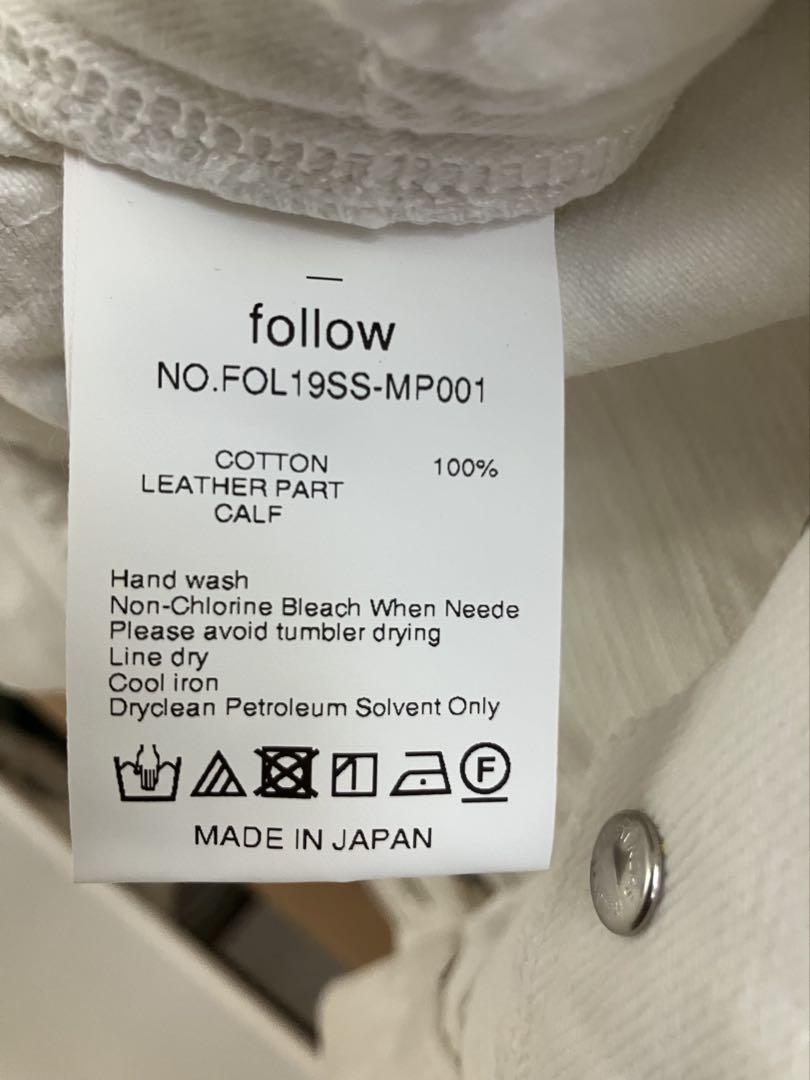 follow
NO.FOL19SS-MP001
COTTON 100%
LEATHER PART
CALF
Hand wash
Non-Chlorine Bleach When Neede
Please avoid tumbler drying
Line dry
Cool iron
Dryclean Petroleum Solvent Only
F
MADE IN JAPAN